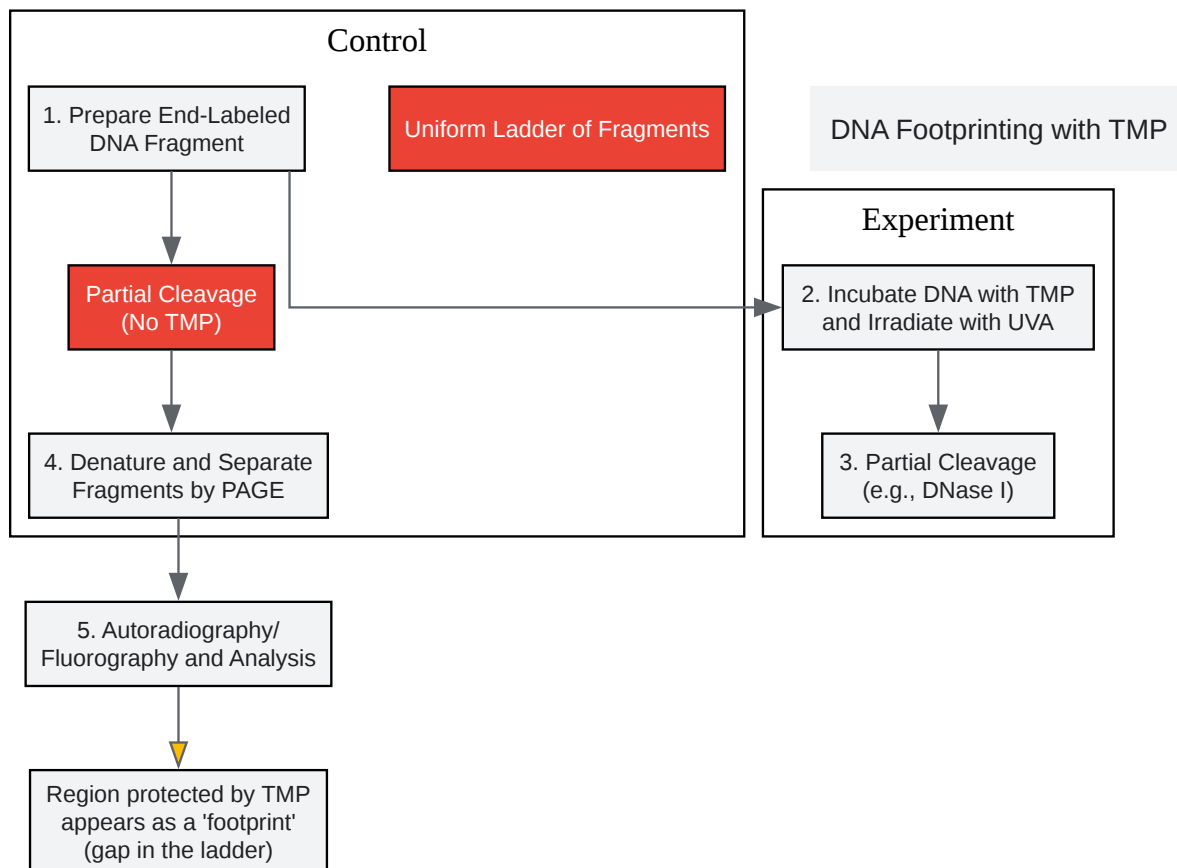 Control
1. Prepare End-Labeled
DNA Fragment
Uniform Ladder of Fragments
DNA Footprinting with TMP
Experiment
Partial Cleavage
(No TMP)
2. Incubate DNA with TMP
and Irradiate with UVA
4. Denature and Separate
Fragments by PAGE
3. Partial Cleavage
(e.g., DNase I)
5. Autoradiography/
Fluorography and Analysis
Region protected by TMP
appears as a 'footprint'
(gap in the ladder)